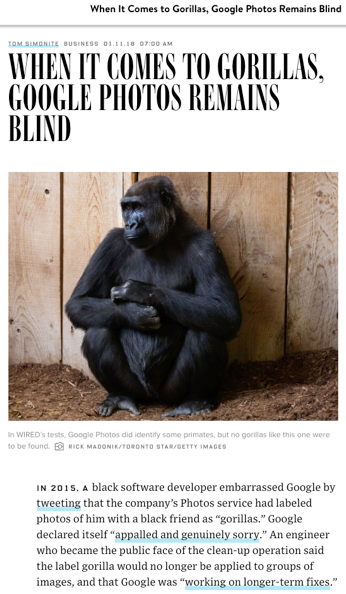 When It Comes to Gorillas, Google Photos Remains Blind
TOM SIMONITE BUSINESS 01.11.18 07:00 AM
WHEN IT COMES TO GORILLAS,
GOOGLE PHOTOS REMAINS
BLIND
In WIRED's tests, Google Photos did identify some primates, but no gorillas like this one were
to be found. RICK MADONIK/TORONTO STAR/GETTY IMAGES
IN 2015, A black software developer embarrassed Google by
tweeting that the company's Photos service had labeled
photos of him with a black friend as “gorillas.” Google
declared itself “appalled and genuinely sorry.” An engineer
who became the public face of the clean-up operation said
the label gorilla would no longer be applied to groups of
images, and that Google was “working on longer-term fixes.”